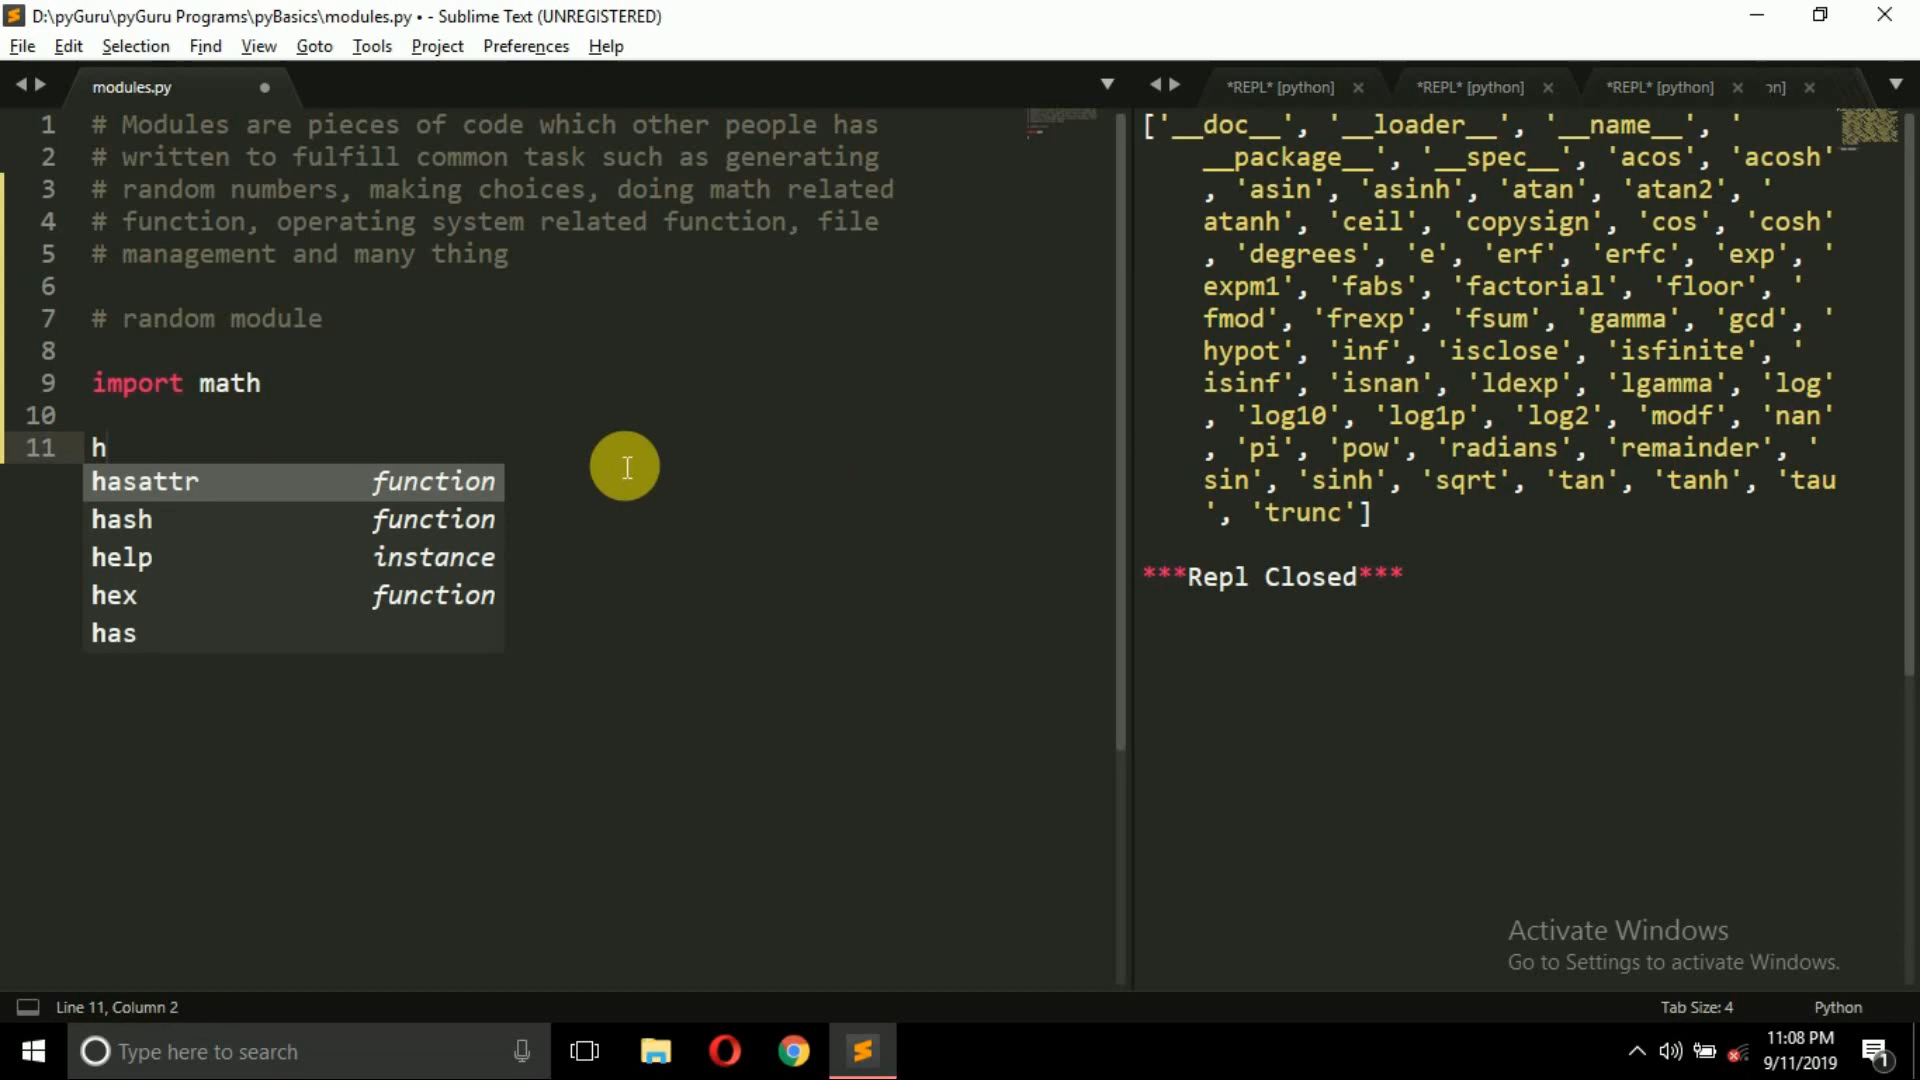 D:\pyGuru\pyGuru Programs\pyBasics\modules.py • - Sublime Text (UNREGISTERED)
File Edit Selection Find View Goto Tools Project Preferences Help
modules.py
*REPL* [python] *REPL* [python] *REPL* [python]
1 # Modules are pieces of code which other people has
2 # written to fulfill common task such as generating
3 # random numbers, making choices, doing math related
4 # function, operating system related function, file
5 # management and many thing
6
7 # random module
8
9 import math
10
11 h
hasattr function
hash function
help instance
hex function
has
['__doc__', '__loader__', '__name__', '
__package__', '__spec__', 'acos', 'acosh'
, 'asin', 'asinh', 'atan', 'atan2', '
atanh', 'ceil', 'copysign', 'cos', 'cosh'
, 'degrees', 'e', 'erf', 'erfc', 'exp', '
expm1', 'fabs', 'factorial', 'floor', '
fmod', 'frexp', 'fsum', 'gamma', 'gcd', '
hypot', 'inf', 'isclose', 'isfinite', '
isinf', 'isnan', 'ldexp', 'lgamma', 'log'
, 'log10', 'log1p', 'log2', 'modf', 'nan'
, 'pi', 'pow', 'radians', 'remainder', '
sin', 'sinh', 'sqrt', 'tan', 'tanh', 'tau
', 'trunc']
***Repl Closed***
Activate Windows
Go to Settings to activate Windows.
Line 11, Column 2
Tab Size: 4
Python
Type here to search
11:08 PM
9/11/2019
1